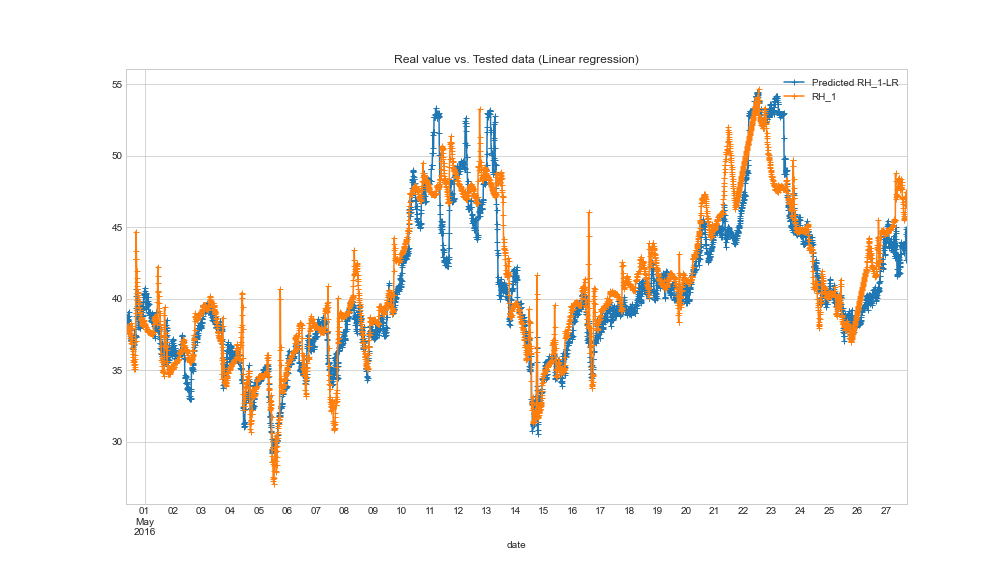 Real value vs. Tested data (Linear regression)
Predicted RH_1-LR
RH_1
55
50
45
40
35
30
01 02 03 04 05 06 07 08 09 10 11 12 13 14 15 16 17 18 19 20 21 22 23 24 25 26 27
May
2016
date